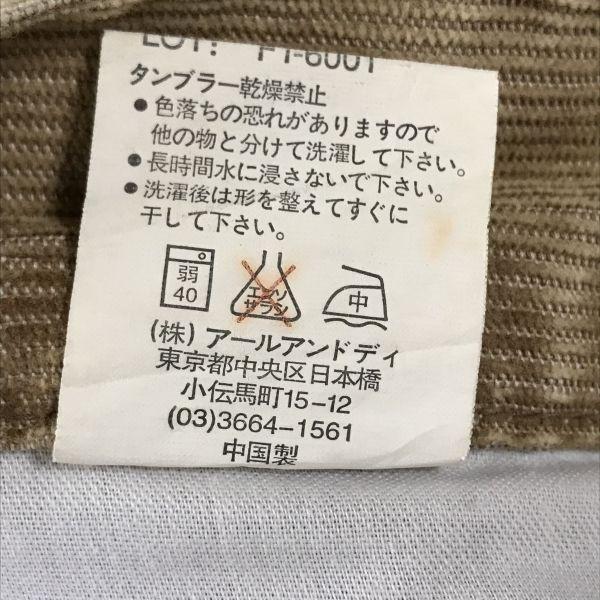 LOT: FT-6001
タンブラー乾燥禁止
●色落ちの恐れがありますので
他の物と分けて洗濯して下さい。
●長時間水に浸さないで下さい。
●洗濯後は形を整えてすぐに
干して下さい。
弱
40
エンソ
サラシ
中
(株) アールアンドディ
東京都中央区日本橋
小伝馬町15-12
(03)3664-1561
中国製